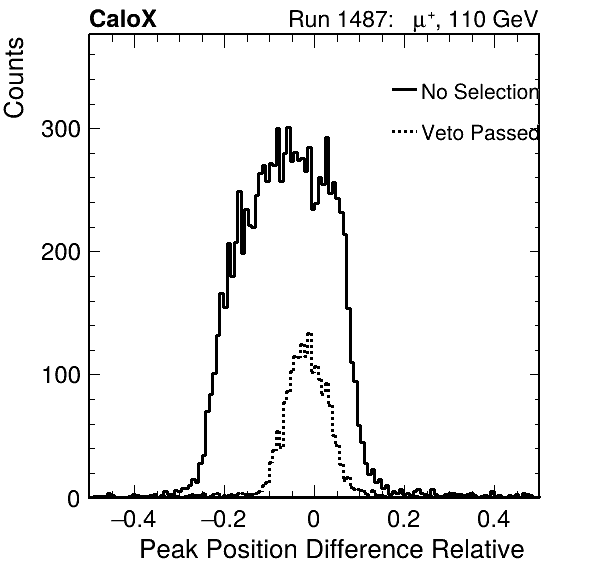 CaloX Run 1487: μ⁺, 110 GeV
Counts
No Selection
Veto Passed
300
200
100
0
−0.4 −0.2 0 0.2 0.4
Peak Position Difference Relative